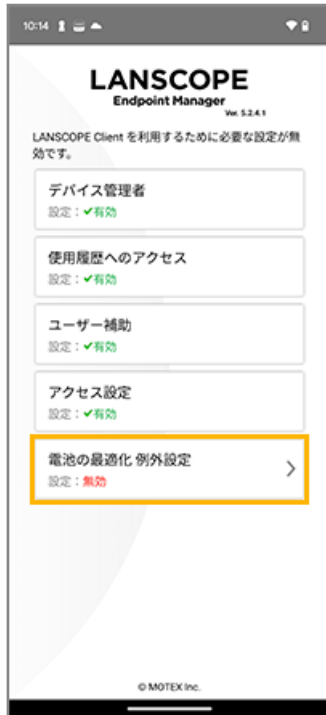 10:14
LANSCOPE
Endpoint Manager
Ver. 5.2.4.1
LANSCOPE Client を利用するために必要な設定が無
効です。
デバイス管理者
設定：✔有効
使用履歴へのアクセス
設定：✔有効
ユーザー補助
設定：✔有効
アクセス設定
設定：✔有効
電池の最適化 例外設定
設定：無効
© MOTEX Inc.